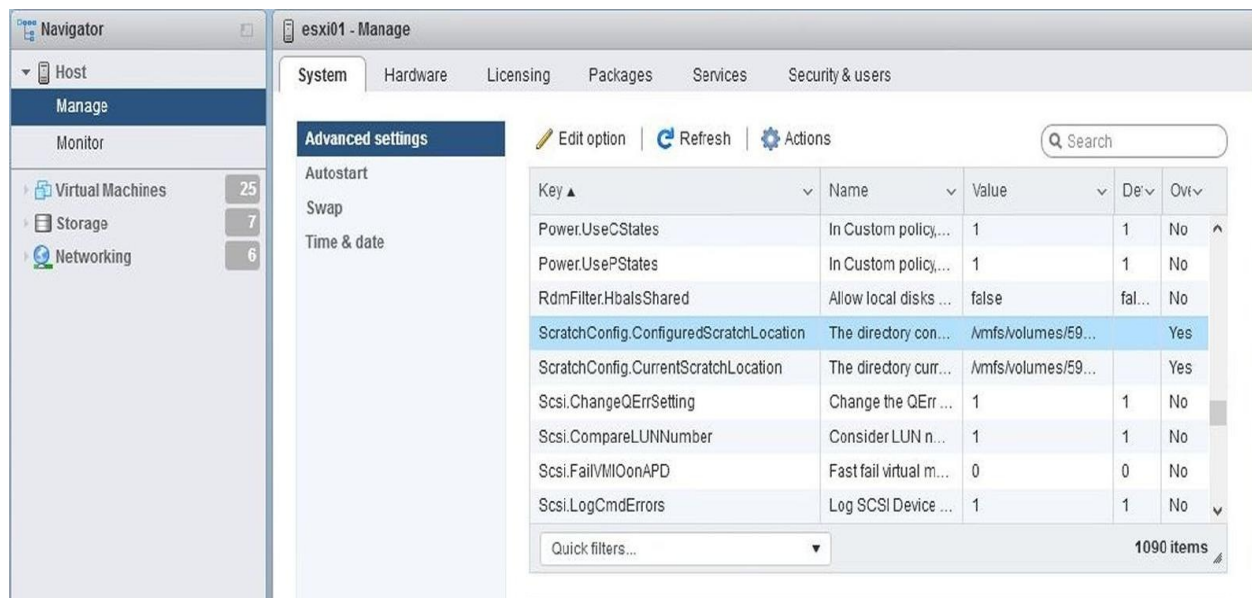 Navigator
esxi01 - Manage
Host
System Hardware Licensing Packages Services Security & users
Manage
Monitor
Advanced settings
Autostart
Swap
Time & date
Virtual Machines 25
Storage 7
Networking 6
Edit option | Refresh | Actions
Search
Key ▲ Name Value De Ove
Power.UseCStates In Custom policy,... 1 1 No
Power.UsePStates In Custom policy,... 1 1 No
RdmFilter.HbaIsShared Allow local disks ... false fal... No
ScratchConfig.ConfiguredScratchLocation The directory con... /vmfs/volumes/59... Yes
ScratchConfig.CurrentScratchLocation The directory curr... /vmfs/volumes/59... Yes
Scsi.ChangeQErrSetting Change the QErr ... 1 1 No
Scsi.CompareLUNNumber Consider LUN n... 1 1 No
Scsi.FailVMIOonAPD Fast fail virtual m... 0 0 No
Scsi.LogCmdErrors Log SCSI Device ... 1 1 No
Quick filters... 1090 items